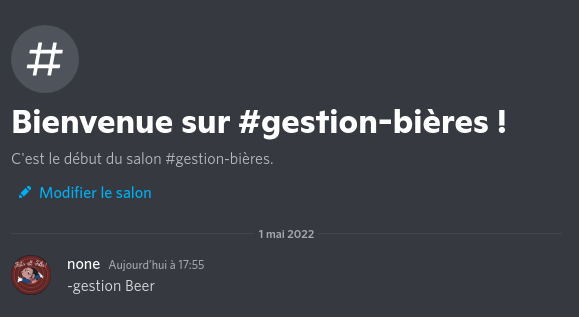 #
Bienvenue sur #gestion-bières !
C'est le début du salon #gestion-bières.
Modifier le salon
1 mai 2022
none Aujourd'hui à 17:55
-gestion Beer